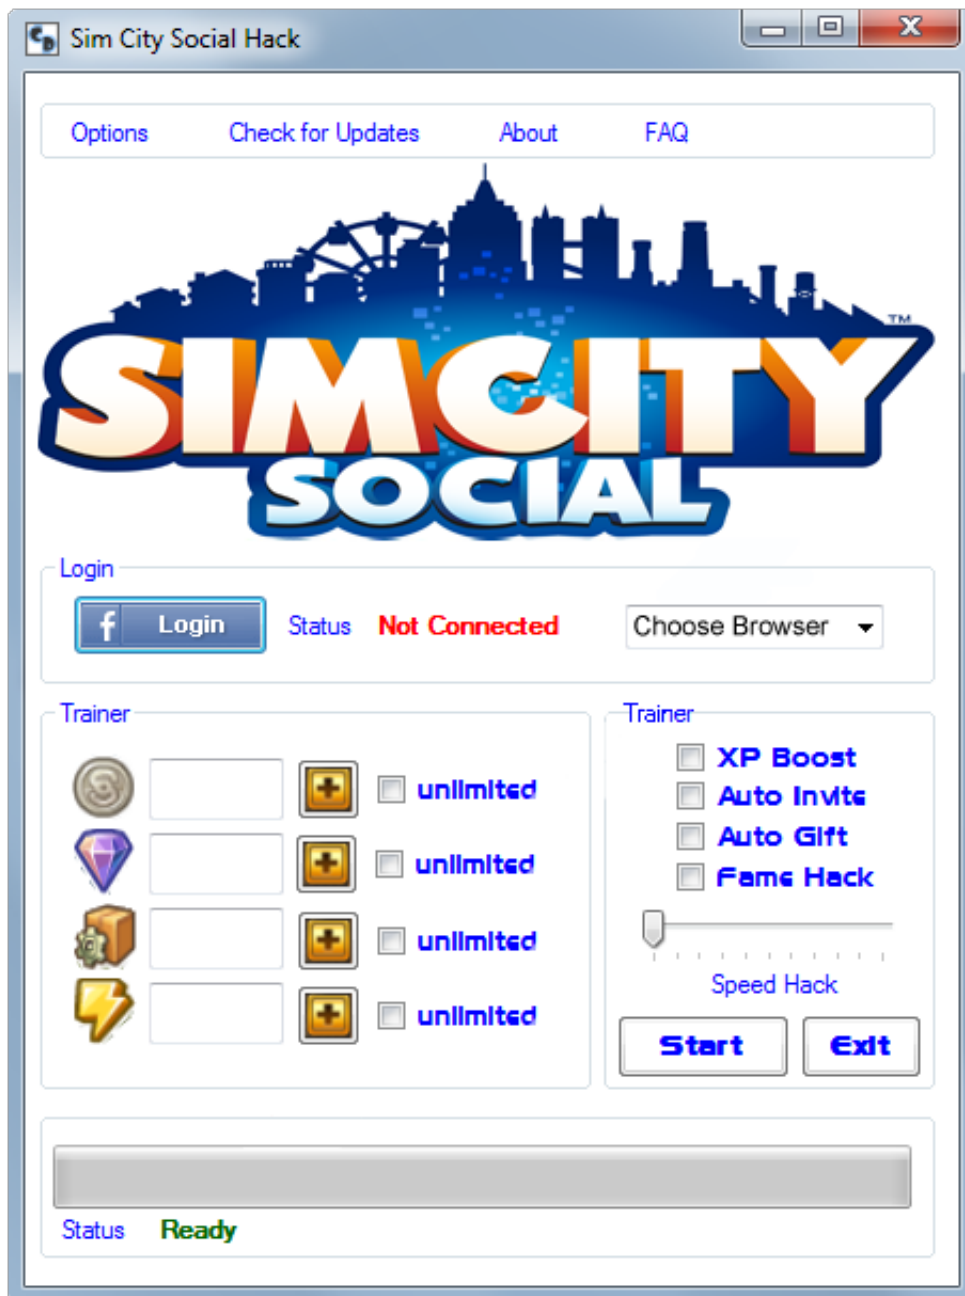 CD Sim City Social Hack
Options Check for Updates About FAQ
SIMCITY TM
SOCIAL
Login
f Login Status Not Connected Choose Browser
Trainer
unlimited
unlimited
unlimited
unlimited
Trainer
XP Boost
Auto Invite
Auto Gift
Fame Hack
Speed Hack
Start Exit
Status Ready